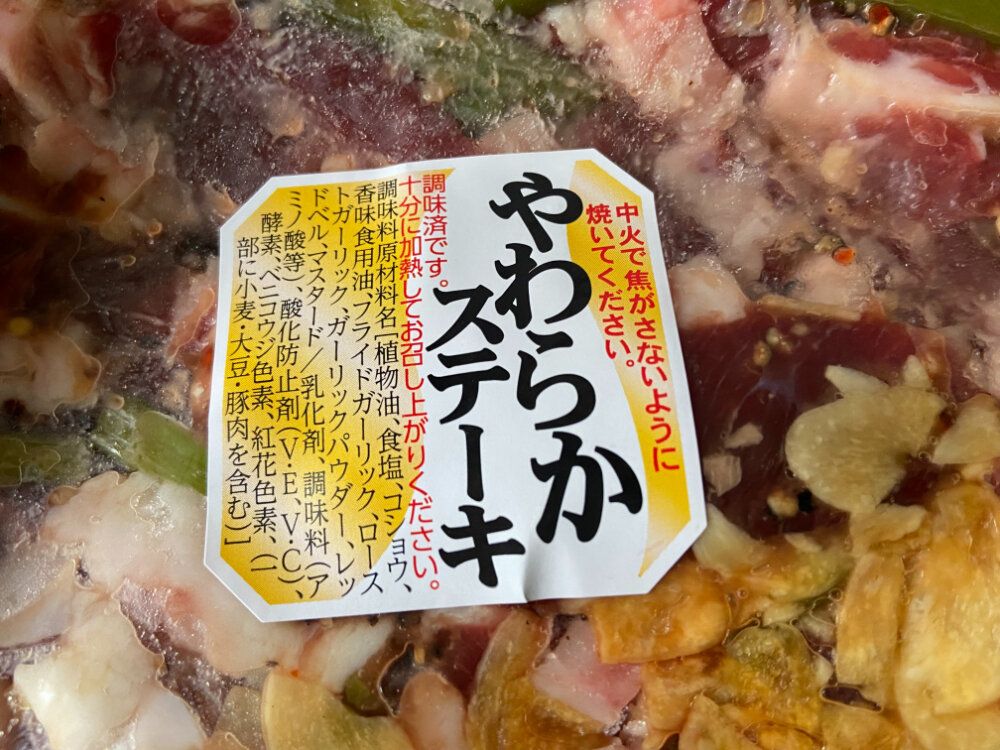 中火で焦がさないように
焼いてください。
やわらか
ステーキ
調味済です。
十分に加熱してお召し上がりください。
調味料原材料名[植物油、食塩、コショウ、
香味食用油、フライドガーリック、ロース
トガーリック、ガーリックパウダー、レッ
ドベル、マスタード/乳化剤、調味料(ア
ミノ酸等)、酸化防止剤(V・E、V・C)、
酵素、ベニコウジ色素、紅花色素、(一
部に小麦・大豆・豚肉を含む)]